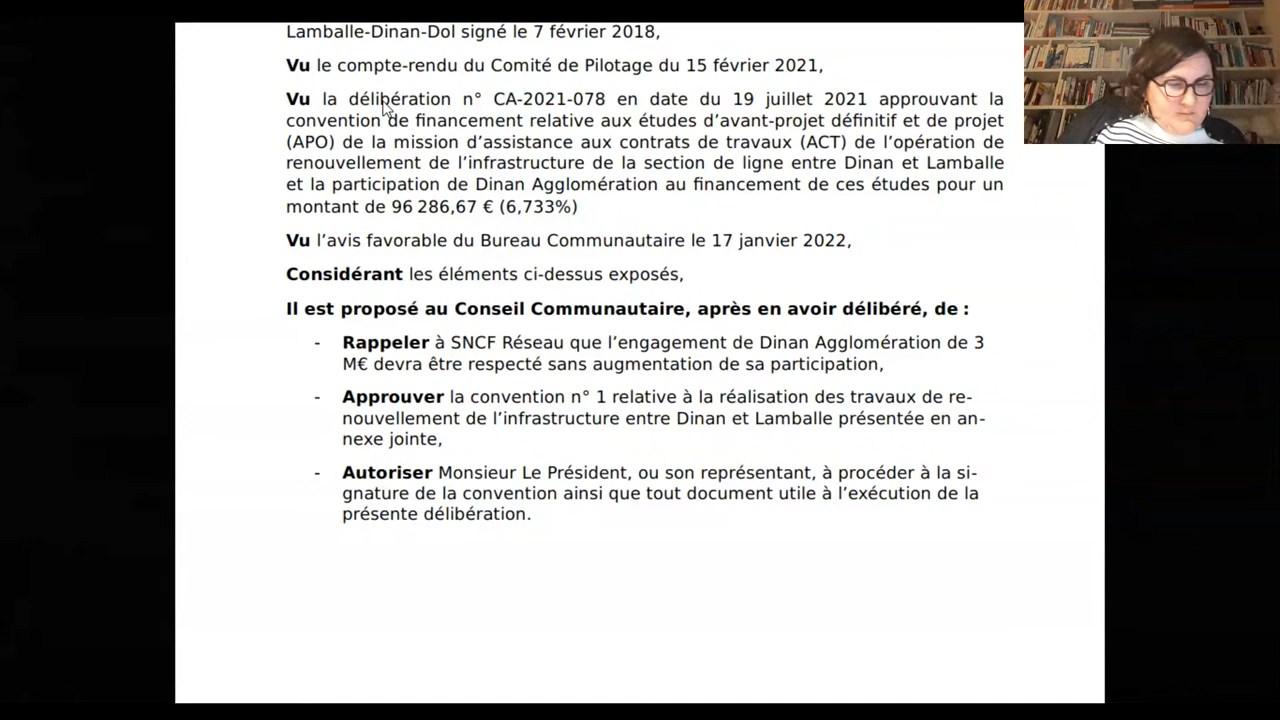 Lamballe-Dinan-Dol signé le 7 février 2018,
Vu le compte-rendu du Comité de Pilotage du 15 février 2021,
Vu la délibération n° CA-2021-078 en date du 19 juillet 2021 approuvant la
convention de financement relative aux études d’avant-projet définitif et de projet
(APO) de la mission d’assistance aux contrats de travaux (ACT) de l’opération de
renouvellement de l’infrastructure de la section de ligne entre Dinan et Lamballe
et la participation de Dinan Agglomération au financement de ces études pour un
montant de 96 286,67 € (6,733%)
Vu l’avis favorable du Bureau Communautaire le 17 janvier 2022,
Considérant les éléments ci-dessus exposés,
Il est proposé au Conseil Communautaire, après en avoir délibéré, de :
- Rappeler à SNCF Réseau que l’engagement de Dinan Agglomération de 3
M€ devra être respecté sans augmentation de sa participation,
- Approuver la convention n° 1 relative à la réalisation des travaux de re-
nouvellement de l’infrastructure entre Dinan et Lamballe présentée en an-
nexe jointe,
- Autoriser Monsieur Le Président, ou son représentant, à procéder à la si-
gnature de la convention ainsi que tout document utile à l’exécution de la
présente délibération.